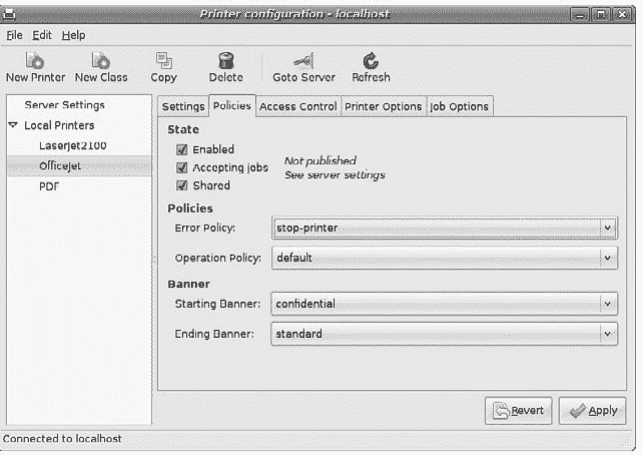 Printer configuration - localhost
File Edit Help
New Printer New Class Copy Delete Goto Server Refresh
Server Settings
Local Printers
Laserjet2100
Officejet
PDF
Settings Policies Access Control Printer Options Job Options
State
Enabled
Accepting jobs
Shared
Not published
See server settings
Policies
Error Policy: stop-printer
Operation Policy: default
Banner
Starting Banner: confidential
Ending Banner: standard
Revert Apply
Connected to localhost